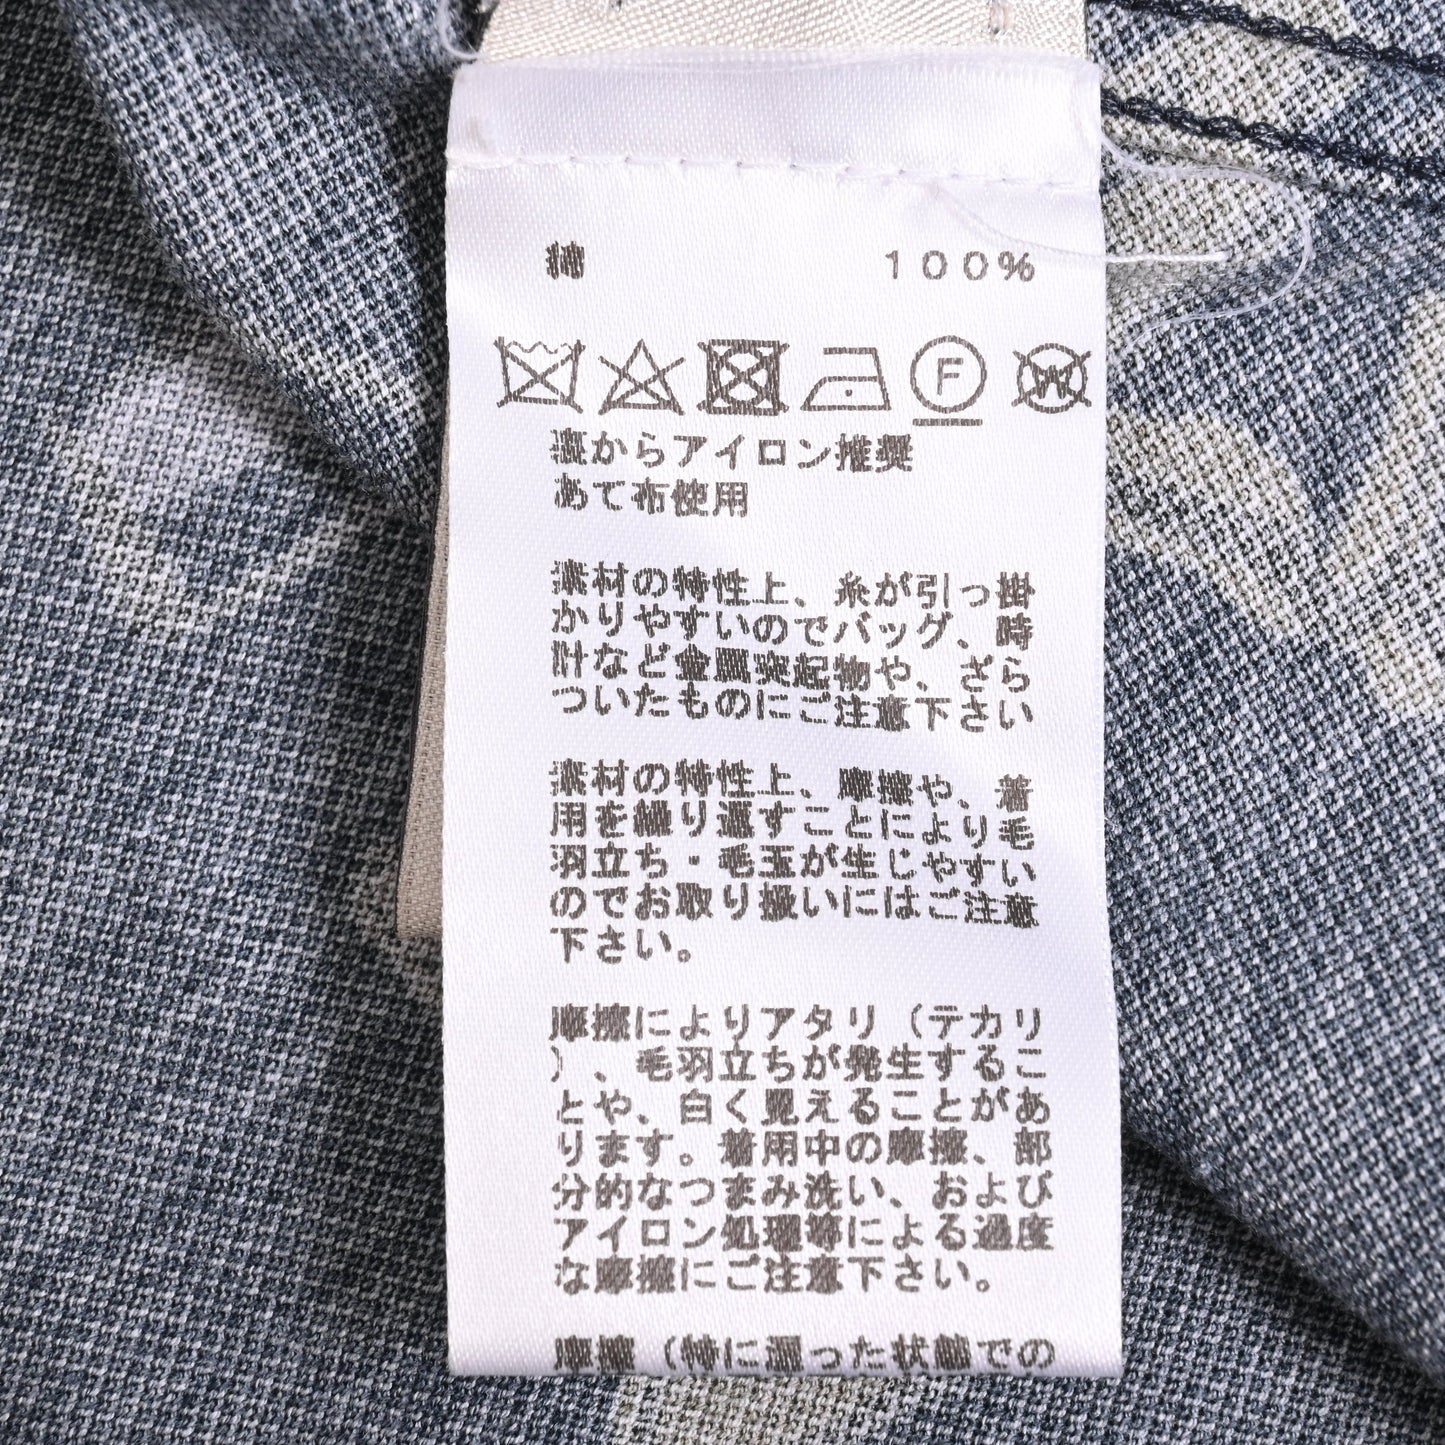 綿 100%
F W
裏からアイロン推奨
あて布使用
素材の特性上、糸が引っ掛
かりやすいのでバッグ、時
計など金属突起物や、ざら
ついたものにご注意下さい
素材の特性上、摩擦や、着
用を繰り返すことにより毛
羽立ち・毛玉が生じやすい
のでお取り扱いにはご注意
下さい。
摩擦によりアタリ（テカリ
）、毛羽立ちが発生するこ
とや、白く見えることがあ
ります。着用中の摩擦、部
分的なつまみ洗い、および
アイロン処理等による過度
な摩擦にご注意下さい。
摩擦（特に湿った状態での